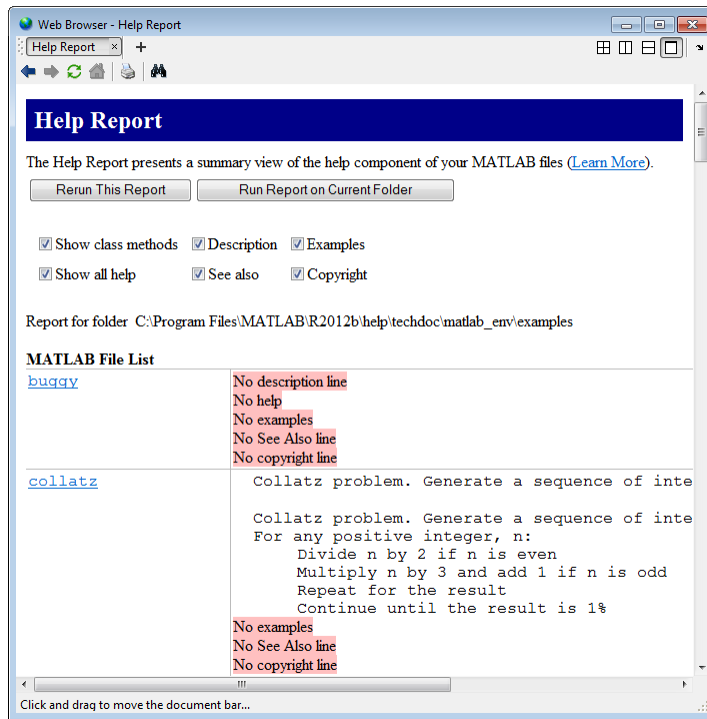 Web Browser - Help Report
Help Report
Help Report
The Help Report presents a summary view of the help component of your MATLAB files (Learn More).
Rerun This Report Run Report on Current Folder
Show class methods Description Examples
Show all help See also Copyright
Report for folder C:\Program Files\MATLAB\R2012b\help\techdoc\matlab_env\examples
MATLAB File List
buggy No description line
No help
No examples
No See Also line
No copyright line
collatz Collatz problem. Generate a sequence of inte
Collatz problem. Generate a sequence of inte
For any positive integer, n:
Divide n by 2 if n is even
Multiply n by 3 and add 1 if n is odd
Repeat for the result
Continue until the result is 1%
No examples
No See Also line
No copyright line
Click and drag to move the document bar...